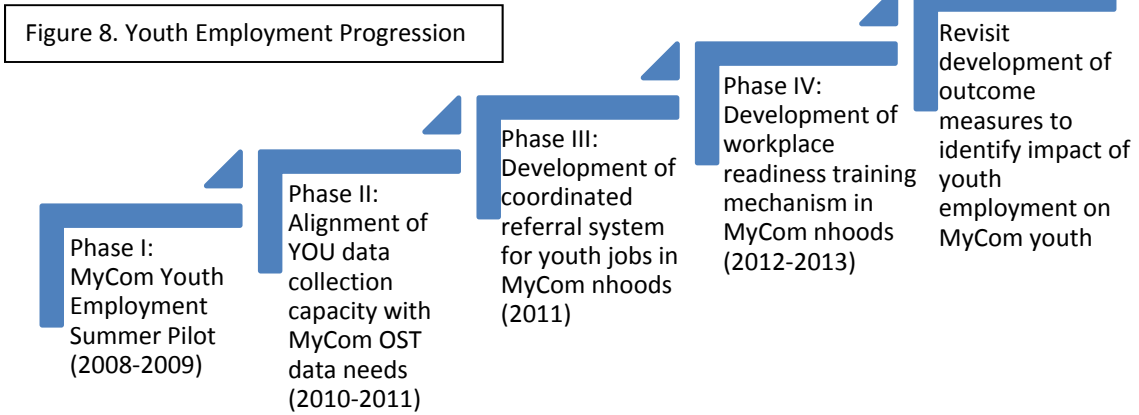 Figure 8. Youth Employment Progression
Phase I:
MyCom Youth
Employment
Summer Pilot
(2008-2009)
Phase II:
Alignment of
YOU data
collection
capacity with
MyCom OST
data needs
(2010-2011)
Phase III:
Development of
coordinated
referral system
for youth jobs in
MyCom nhoods
(2011)
Phase IV:
Development of
workplace
readiness training
mechanism in
MyCom nhoods
(2012-2013)
Revisit
development of
outcome
measures to
identify impact of
youth
employment on
MyCom youth